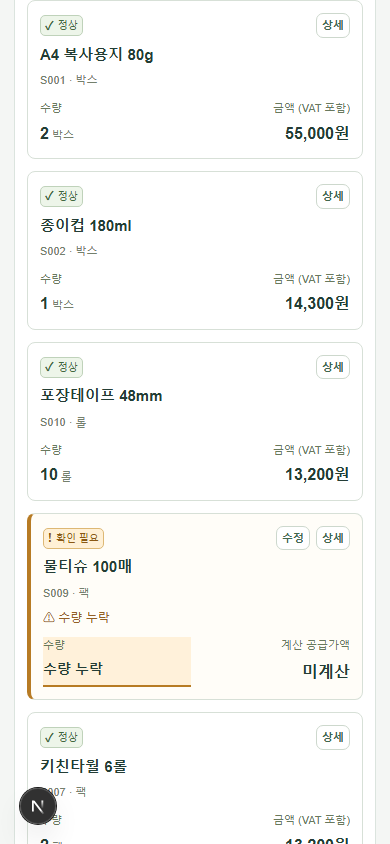 ✓ 정상 상세
A4 복사용지 80g
S001 · 박스
수량 금액 (VAT 포함)
2 박스 55,000원
✓ 정상 상세
종이컵 180ml
S002 · 박스
수량 금액 (VAT 포함)
1 박스 14,300원
✓ 정상 상세
포장테이프 48mm
S010 · 롤
수량 금액 (VAT 포함)
10 롤 13,200원
! 확인 필요 수정 상세
물티슈 100매
S009 · 팩
⚠ 수량 누락
수량 계산 공급가액
수량 누락 미계산
✓ 정상 상세
키친타월 6롤
007 · 팩
N
금액 (VAT 포함)